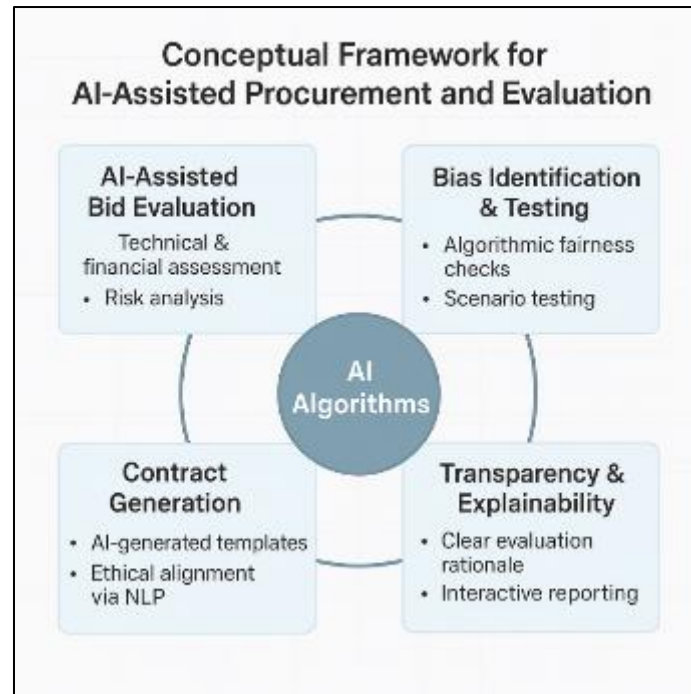 Conceptual Framework for
AI-Assisted Procurement and Evaluation
AI-Assisted
Bid Evaluation
Technical &
financial assessment
• Risk analysis
Bias Identification
& Testing
• Algorithmic fairness
checks
• Scenario testing
AI
Algorithms
Contract
Generation
• AI-generated templates
• Ethical alignment
via NLP
Transparency &
Explainability
• Clear evaluation
rationale
• Interactive reporting